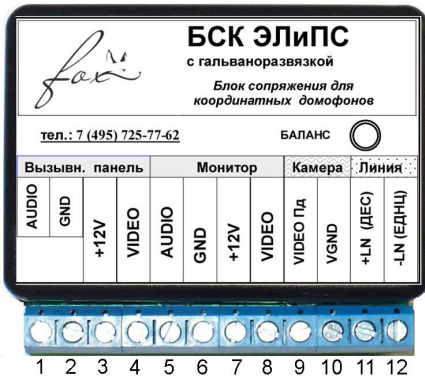 fox
БСК ЭЛиПС
с гальваноразвязкой
Блок сопряжения для
координатных домофонов
тел.: 7 (495) 725-77-62
БАЛАНС
Вызывн. панель Монитор Камера Линия
AUDIO GND +12V VIDEO AUDIO GND +12V VIDEO VIDEO Пд VGND +LN (ДЕС) -LN (ЕДНЦ)
1 2 3 4 5 6 7 8 9 10 11 12